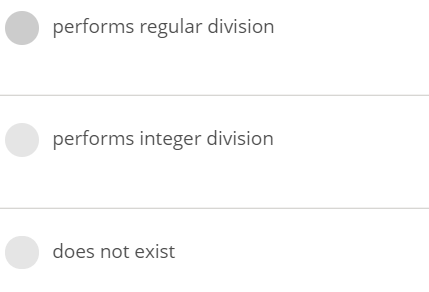 performs regular division
performs integer division
does not exist